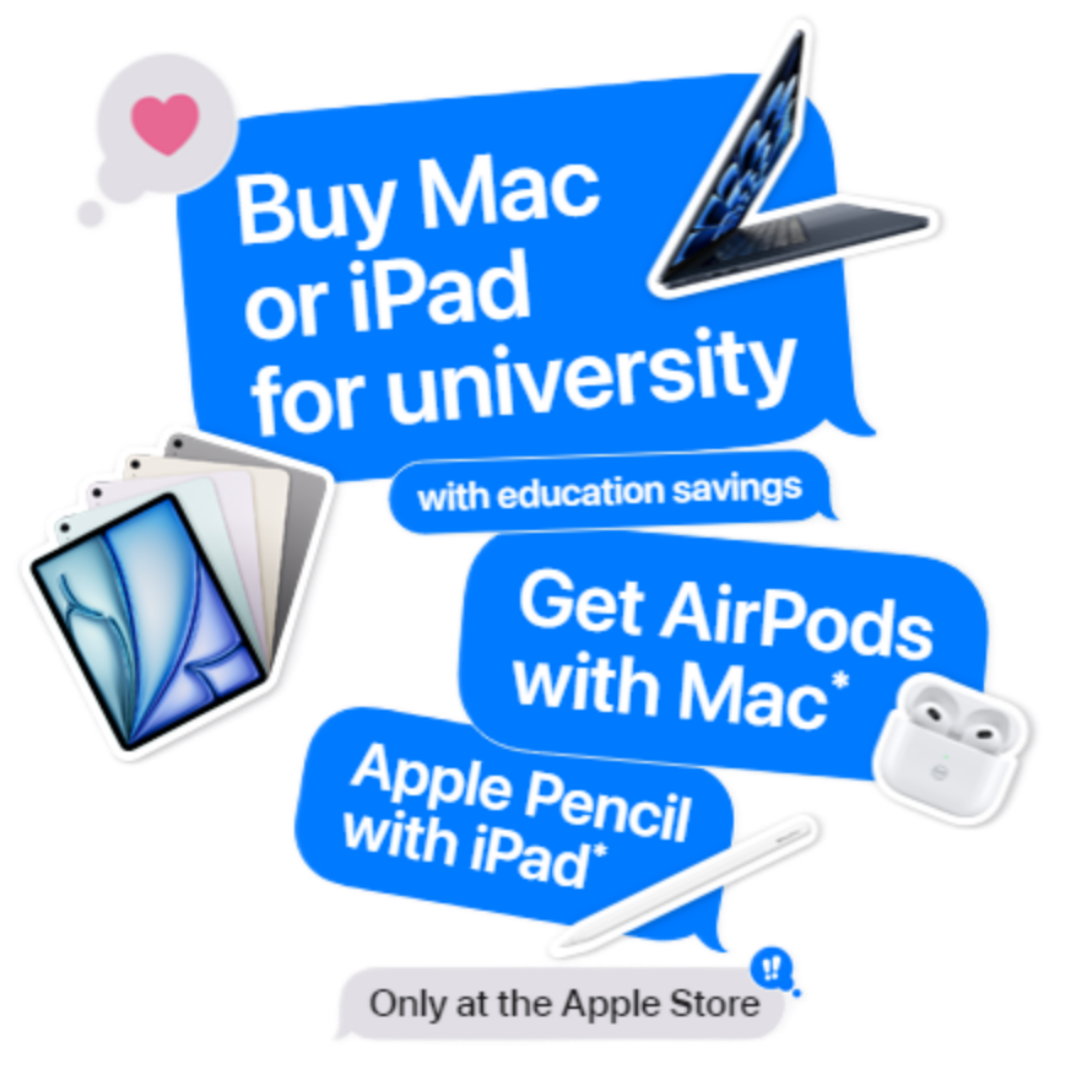 Buy Mac
or iPad
for university
with education savings
Get AirPods
with Mac*
Apple Pencil
with iPad*
!!
Only at the Apple Store